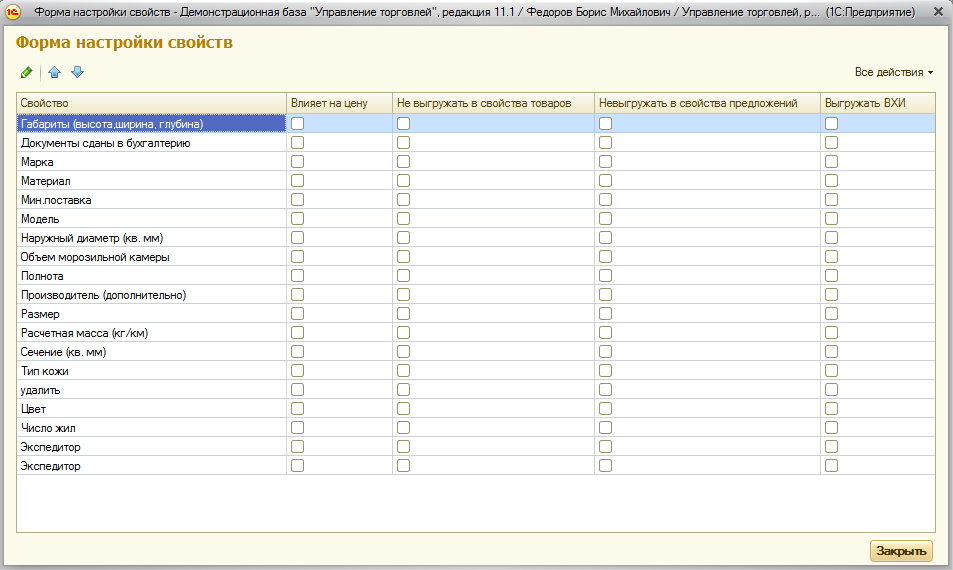 1С Форма настройки свойств - Демонстрационная база "Управление торговлей", редакция 11.1 / Федоров Борис Михайлович / Управление торговлей, р... (1С:Предприятие)
Форма настройки свойств
Все действия
Свойство Влияет на цену Не выгружать в свойства товаров Невыгружать в свойства предложений Выгружать ВХИ
Габариты (высота,ширина, глубина)
Документы сданы в бухгалтерию
Марка
Материал
Мин.поставка
Модель
Наружный диаметр (кв. мм)
Объем морозильной камеры
Полнота
Производитель (дополнительно)
Размер
Расчетная масса (кг/км)
Сечение (кв. мм)
Тип кожи
удалить
Цвет
Число жил
Экспедитор
Экспедитор
Закрыть